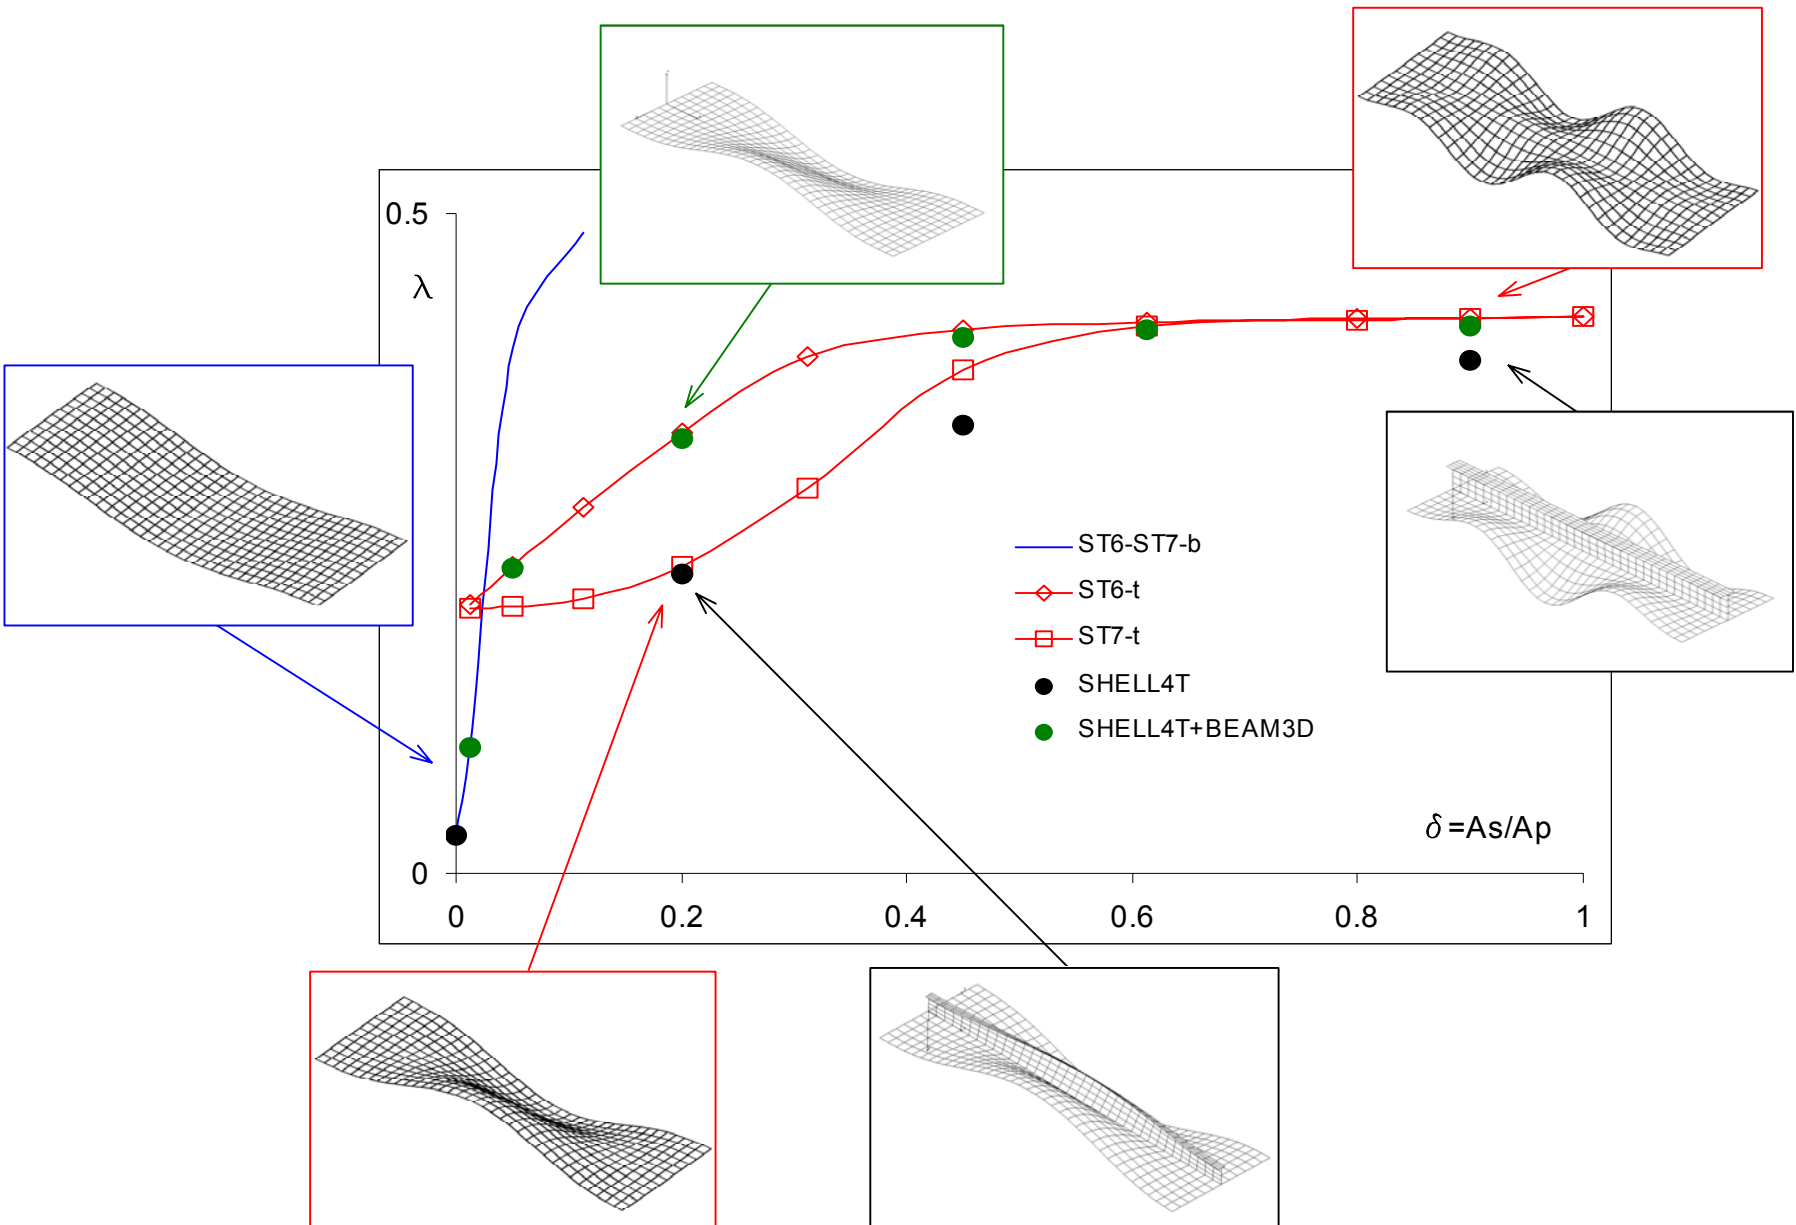 0.5
λ
ST6-ST7-b
ST6-t
ST7-t
SHELL4T
SHELL4T+BEAM3D
δ=As/Ap
0
0 0.2 0.4 0.6 0.8 1